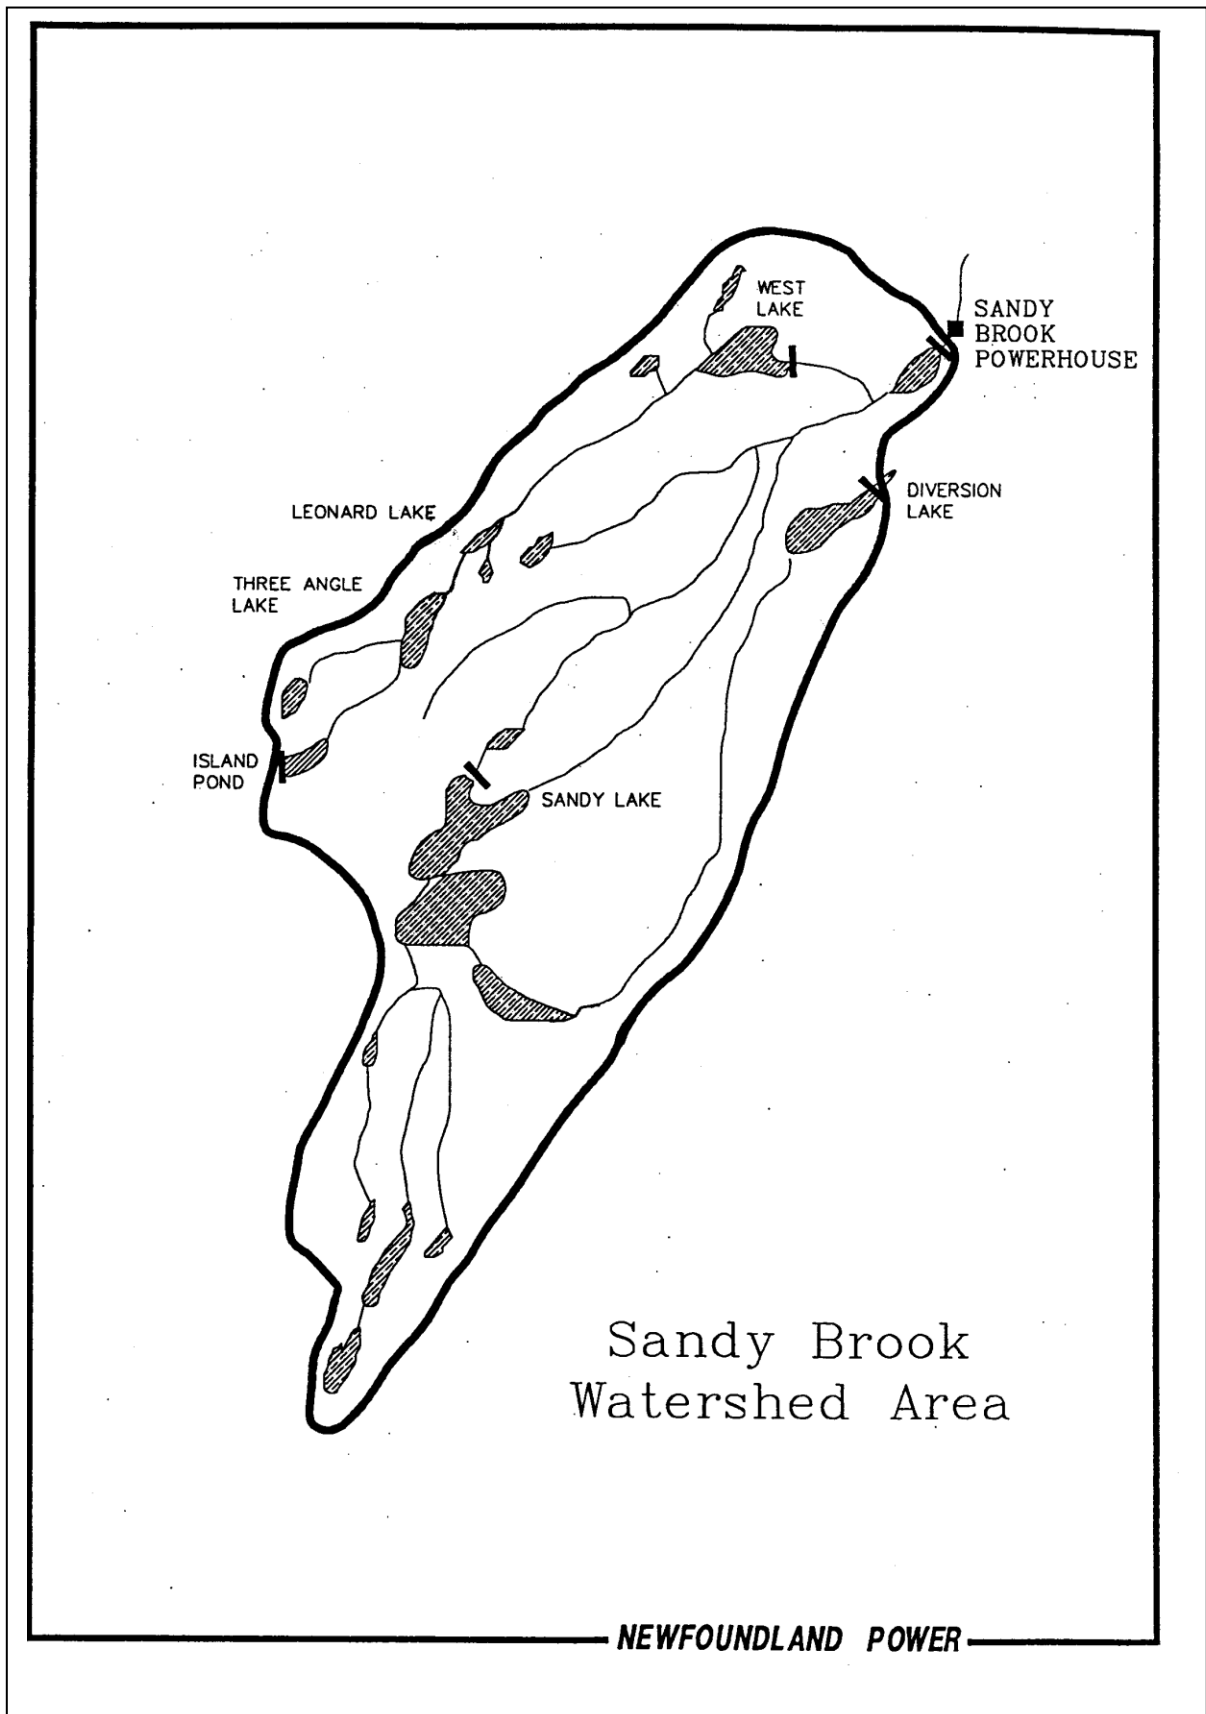 WEST
LAKE
SANDY
BROOK
POWERHOUSE
DIVERSION
LAKE
LEONARD LAKE
THREE ANGLE
LAKE
ISLAND
POND
SANDY LAKE
Sandy Brook
Watershed Area
NEWFOUNDLAND POWER